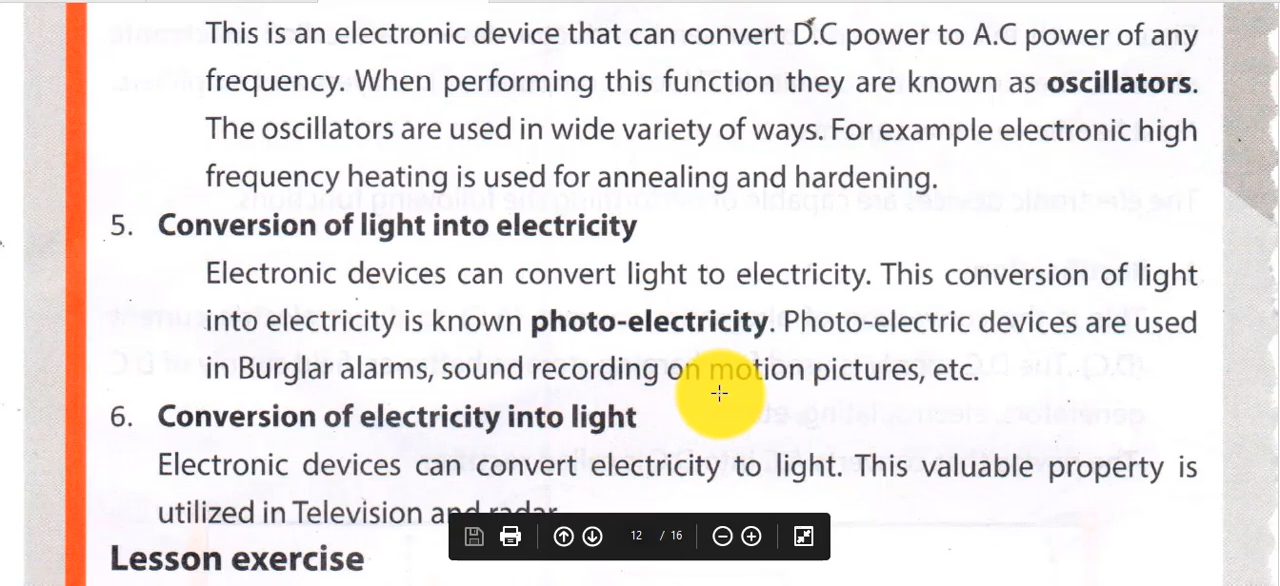 This is an electronic device that can convert D.C power to A.C power of any
frequency. When performing this function they are known as oscillators.
The oscillators are used in wide variety of ways. For example electronic high
frequency heating is used for annealing and hardening.
5. Conversion of light into electricity
Electronic devices can convert light to electricity. This conversion of light
into electricity is known photo-electricity. Photo-electric devices are used
in Burglar alarms, sound recording on motion pictures, etc.
6. Conversion of electricity into light
Electronic devices can convert electricity to light. This valuable property is
utilized in Television and radar
12 / 16
Lesson exercise